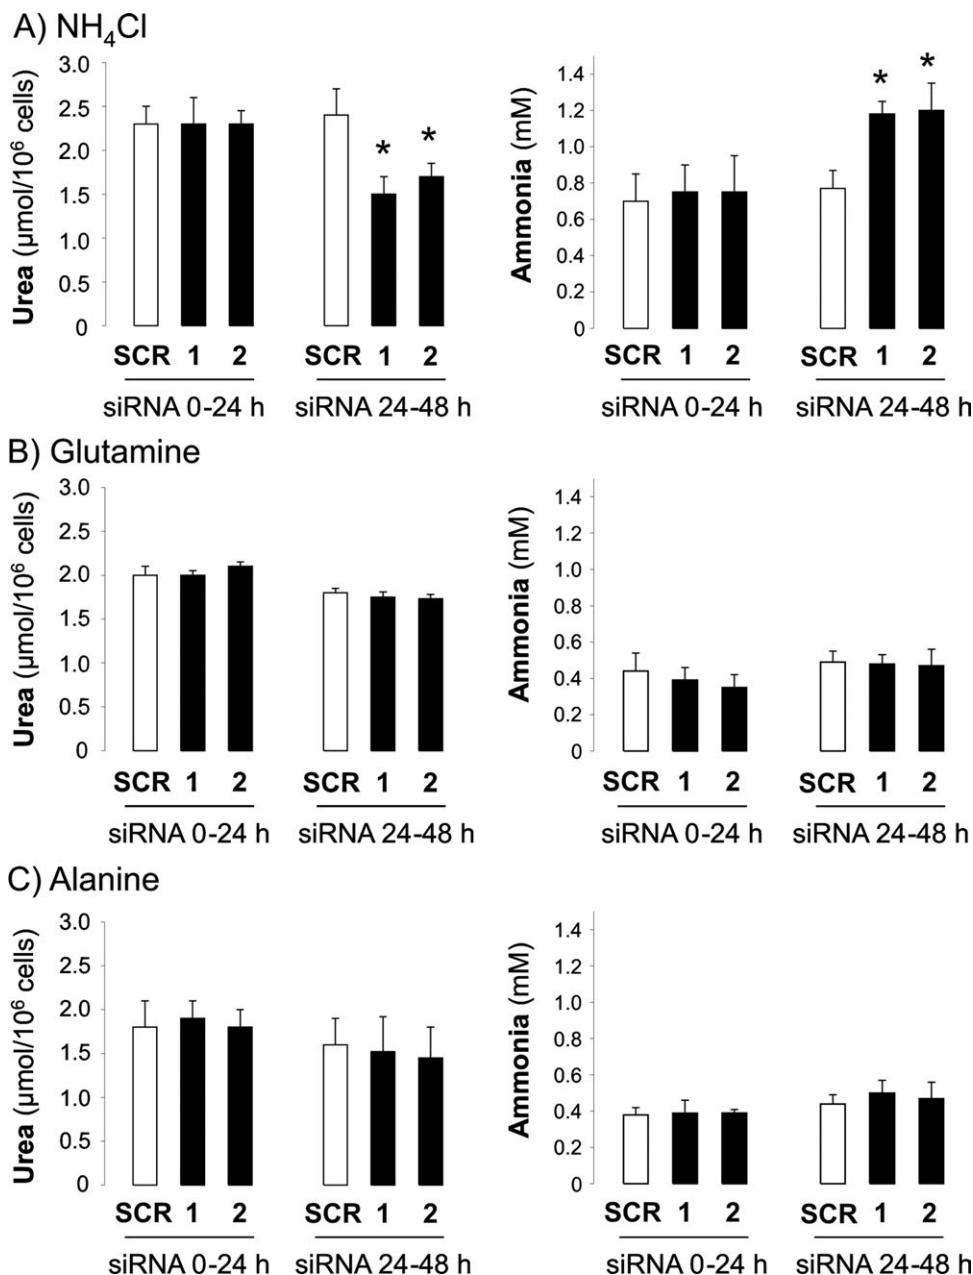 A) NH4Cl
Urea (μmol/10⁶ cells)
3.0
2.5
2.0
1.5
1.0
0.5
0
* *
SCR 1 2 SCR 1 2
siRNA 0-24 h siRNA 24-48 h
Ammonia (mM)
1.4
1.2
1.0
0.8
0.6
0.4
0.2
0
* *
SCR 1 2 SCR 1 2
siRNA 0-24 h siRNA 24-48 h
B) Glutamine
Urea (μmol/10⁶ cells)
3.0
2.5
2.0
1.5
1.0
0.5
0
SCR 1 2 SCR 1 2
siRNA 0-24 h siRNA 24-48 h
Ammonia (mM)
1.4
1.2
1.0
0.8
0.6
0.4
0.2
0
SCR 1 2 SCR 1 2
siRNA 0-24 h siRNA 24-48 h
C) Alanine
Urea (μmol/10⁶ cells)
3.0
2.5
2.0
1.5
1.0
0.5
0
SCR 1 2 SCR 1 2
siRNA 0-24 h siRNA 24-48 h
Ammonia (mM)
1.4
1.2
1.0
0.8
0.6
0.4
0.2
0
SCR 1 2 SCR 1 2
siRNA 0-24 h siRNA 24-48 h